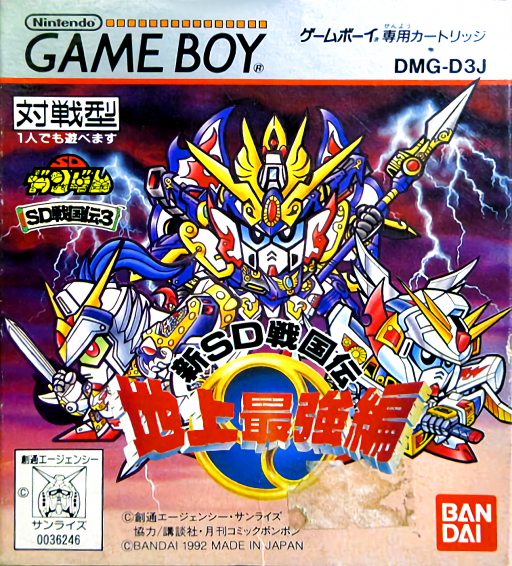 Nintendo
GAME BOY®
ゲームボーイ®専用カートリッジ
せんよう
DMG-D3J
対戦型
1人でも遊べます
SD
ガンダム
SD戦国伝3
新SD戦国伝
地上最強編
創通エージェンシー
©
サンライズ
0036246
©創通エージェンシー・サンライズ
協力/講談社・月刊コミックボンボン
©BANDAI 1992 MADE IN JAPAN
BAN
DAI